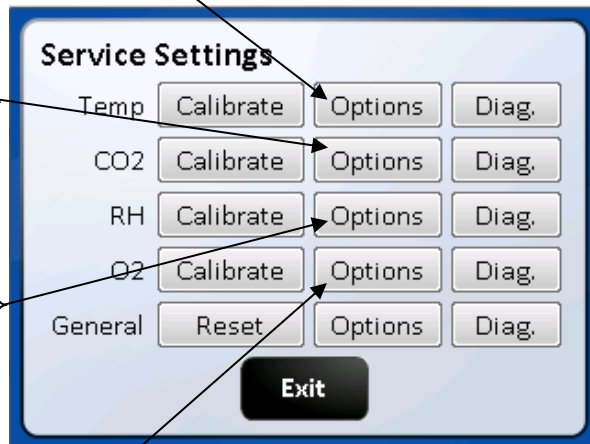 Service Settings
Temp Calibrate Options Diag.
CO2 Calibrate Options Diag.
RH Calibrate Options Diag.
O2 Calibrate Options Diag.
General Reset Options Diag.
Exit